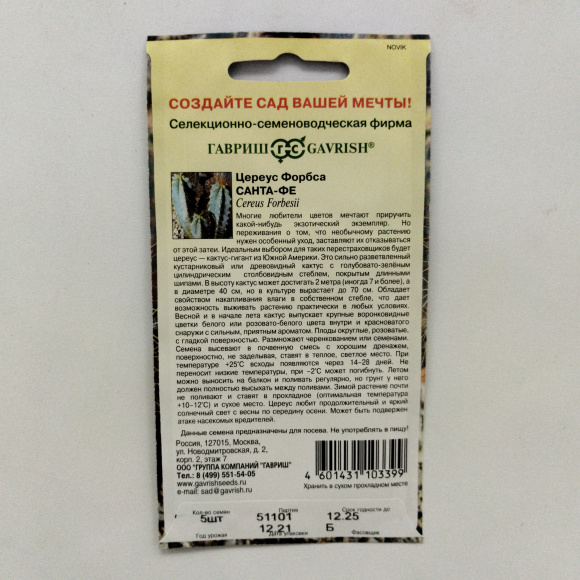 NOVIK
СОЗДАЙТЕ САД ВАШЕЙ МЕЧТЫ!
Селекционно-семеноводческая фирма
ГАВРИШ ГС GAVRISH®
Цереус Форбса
САНТА-ФЕ
Cereus Forbesii
Многие любители цветов мечтают приручить
какой-нибудь экзотический экземпляр. Но
переживания о том, что необычному растению
нужен особенный уход, заставляют их отказываться
от этой затеи. Идеальным выбором для таких перестраховщиков будет
цереус — кактус-гигант из Южной Америки. Это сильно разветвленный
кустарниковый или древовидный кактус с голубовато-зелёным
цилиндрическим столбовидным стеблем, покрытым длинными
шипами. В высоту кактус может достигать 2 метра (иногда 7 и более), а
в диаметре 40 см, но в культуре вырастает до 70 см. Обладает
свойством накапливания влаги в собственном стебле, что дает
возможность выживать растению практически в любых условиях.
Весной и в начале лета кактус выпускает крупные воронковидные
цветки белого или розовато-белого цвета внутри и красноватого
снаружи с сильным, приятным ароматом. Плоды округлые, розоватые,
с гладкой поверхностью. Размножают черенкованием или семенами.
Семена высевают в почвенную смесь с хорошим дренажем,
поверхностно, не заделывая, ставят в теплое, светлое место. При
температуре +25°С всходы появляются через 14–28 дней. Не
переносит низкие температуры, при –2°С может погибнуть. Летом
можно выносить на балкон и поливать регулярно, но грунт у него
должен полностью высыхать между поливами. Зимой растение почти
не поливают и ставят в прохладное (оптимальная температура
+10–12°С) и сухое место. Цереус любит продолжительный и яркий
солнечный свет с весны по середину осени. Может быть подвержен
атаке насекомых вредителей.
Данные семена предназначены для посева. Не употреблять в пищу!
Россия, 127015, Москва,
ул. Новодмитровская, д. 2,
корп. 2, этаж 7
ООО "ГРУППА КОМПАНИЙ "ГАВРИШ"
Тел.: 8 (499) 551-54-05
www.gavrishseeds.ru
e-mail: sad@gavrish.ru
4 601431 103399
Хранить в сухом прохладном месте
Кол-во семян Партия Срок годности до
5шт 51101 12.25
12.21 Б
Год урожая Дата упаковки Фасовщик